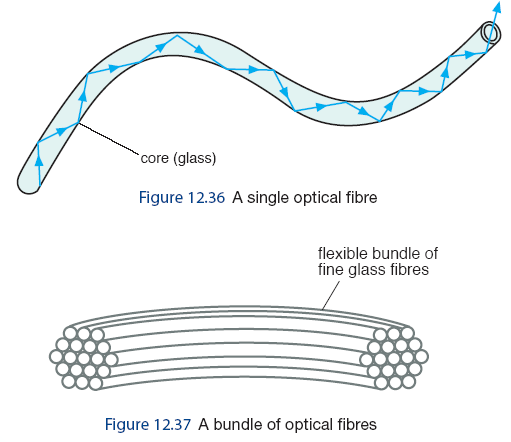 core (glass)
Figure 12.36 A single optical fibre
flexible bundle of
fine glass fibres
Figure 12.37 A bundle of optical fibres